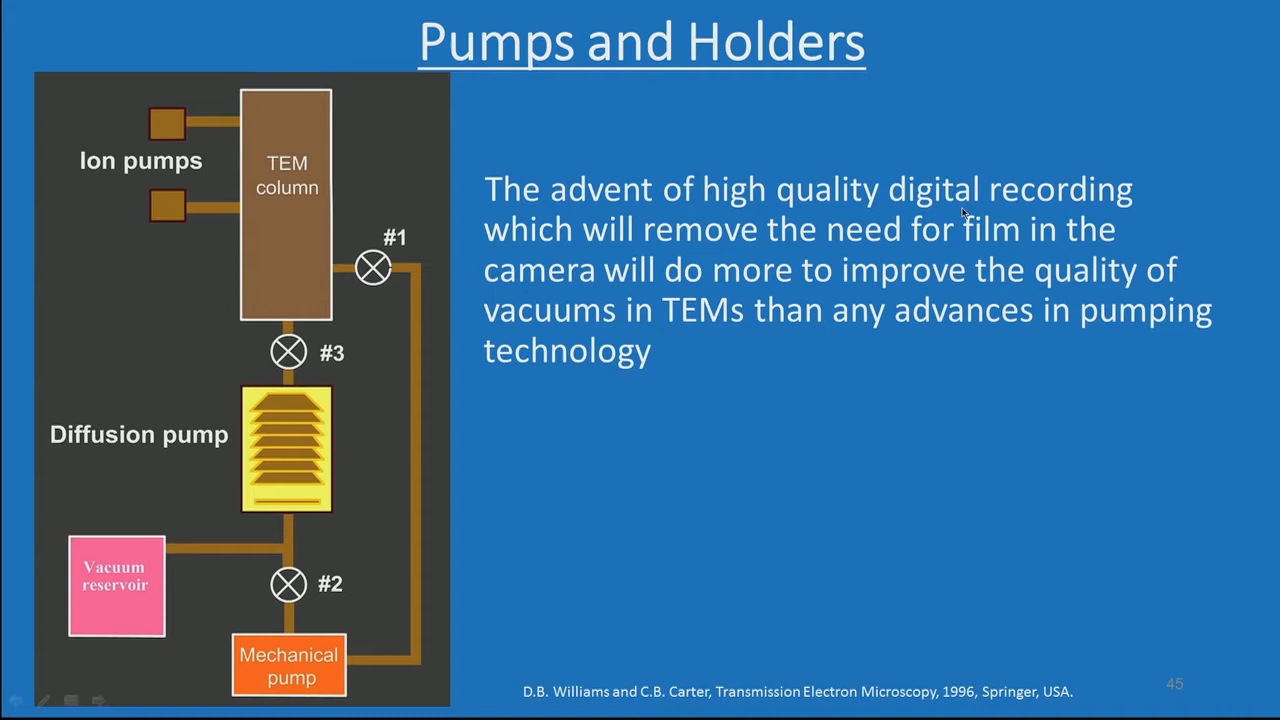 Pumps and Holders
Ion pumps
TEM
column
#1
#3
Diffusion pump
Vacuum
reservoir
#2
Mechanical
pump
The advent of high quality digital recording
which will remove the need for film in the
camera will do more to improve the quality of
vacuums in TEMs than any advances in pumping
technology
D.B. Williams and C.B. Carter, Transmission Electron Microscopy, 1996, Springer, USA.
45